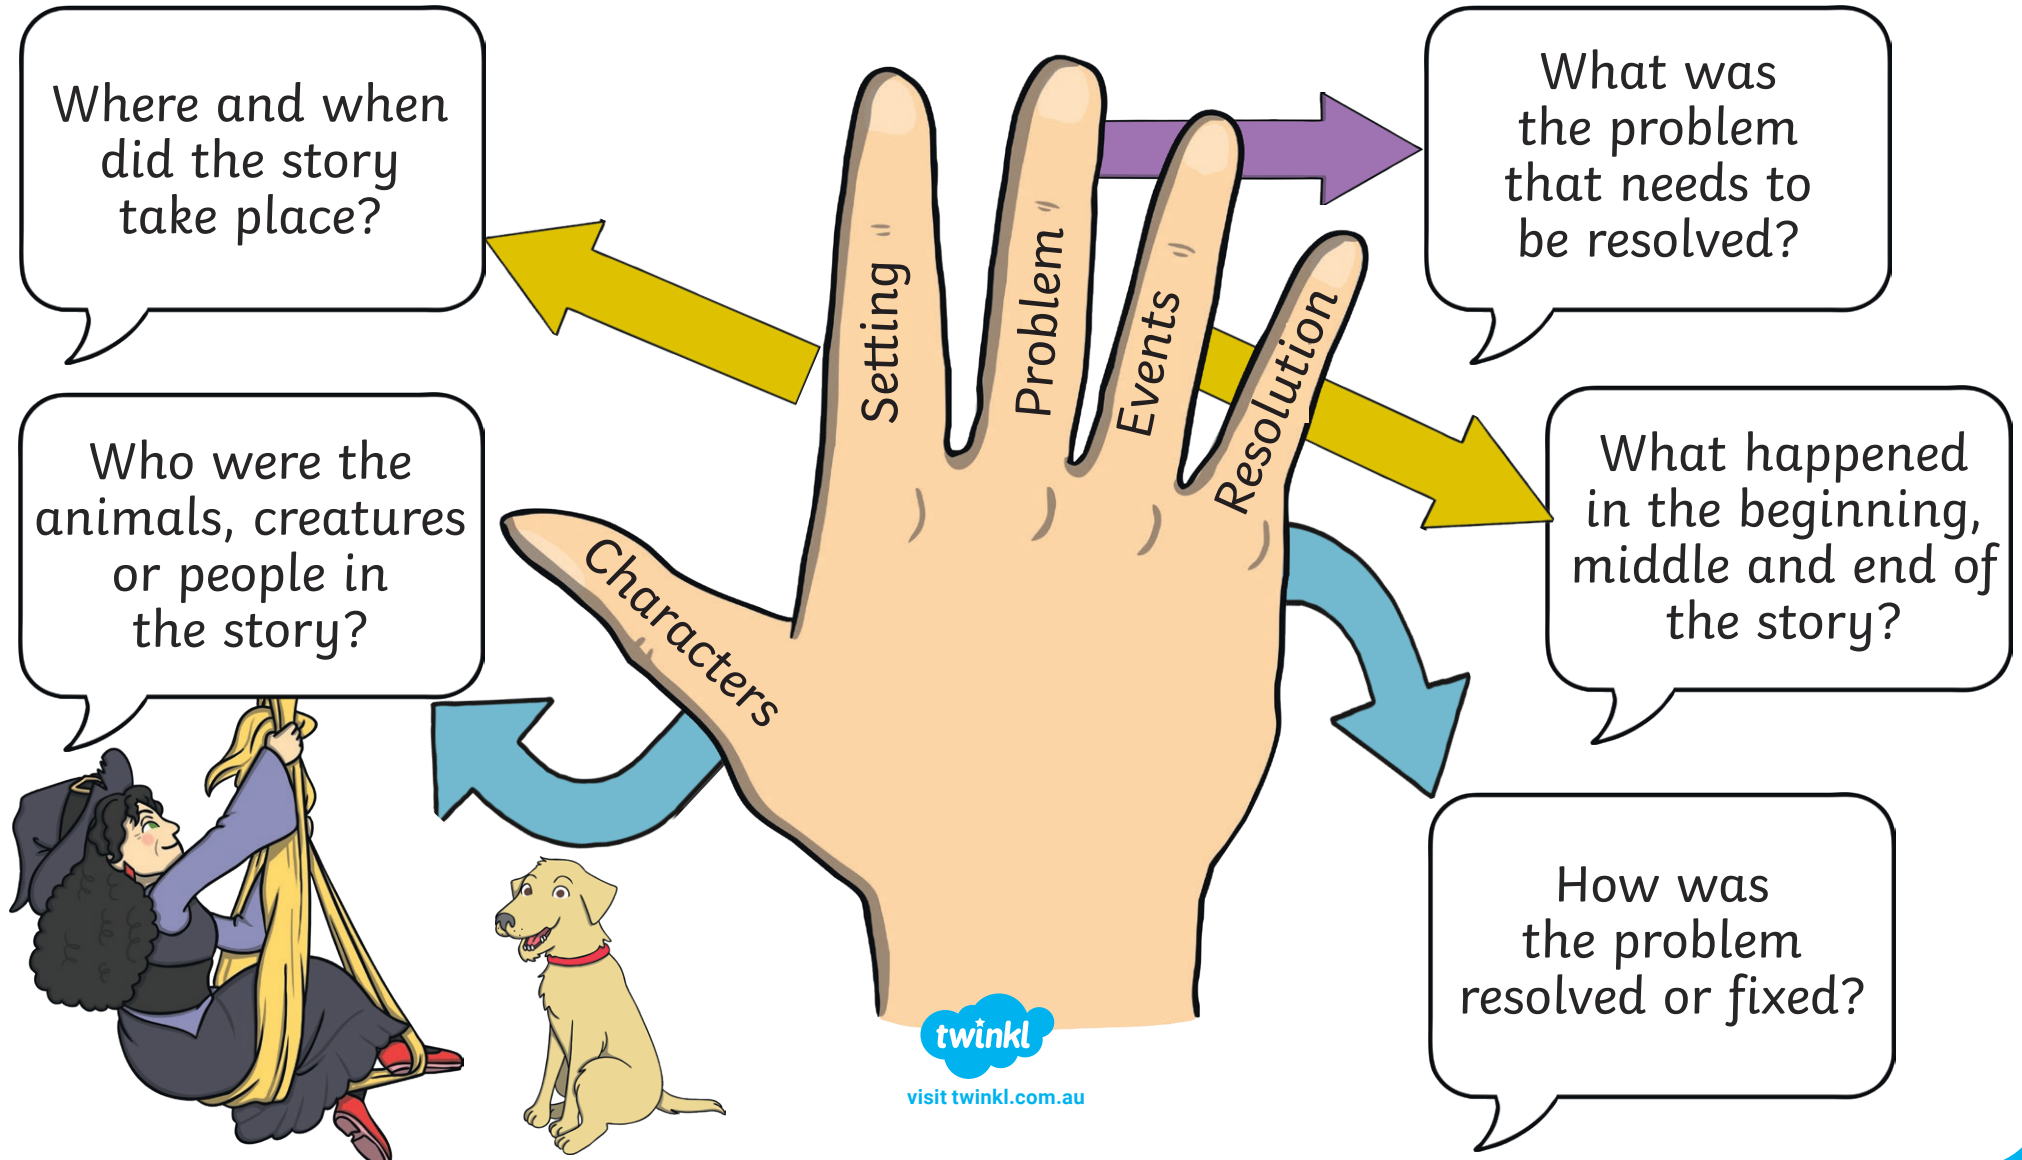 Where and when
did the story
take place?
Who were the
animals, creatures
or people in
the story?
Characters
Setting
Problem
Events
Resolution
What was
the problem
that needs to
be resolved?
What happened
in the beginning,
middle and end of
the story?
How was
the problem
resolved or fixed?
twinkl
visit twinkl.com.au